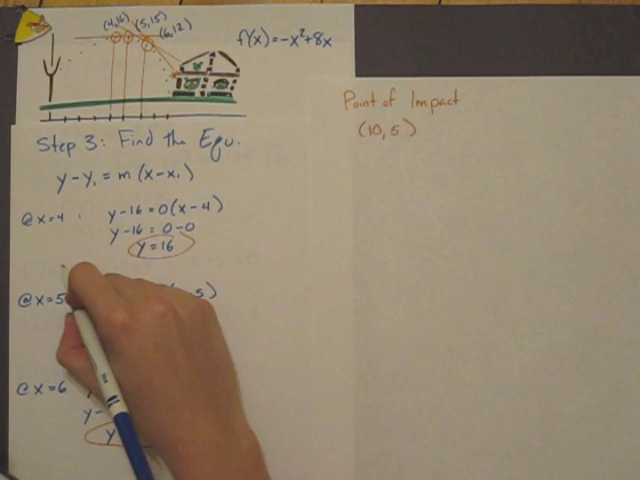 (4,16) (5,15)
(6,12)
f(x)=-x²+8x
Point of Impact
(10,5)
Step 3: Find the Equ.
y-y₁=m(x-x₁)
@x=4: y-16=0(x-4)
y-16=0-0
y=16
@x=5 5)
@x=6
y-
y